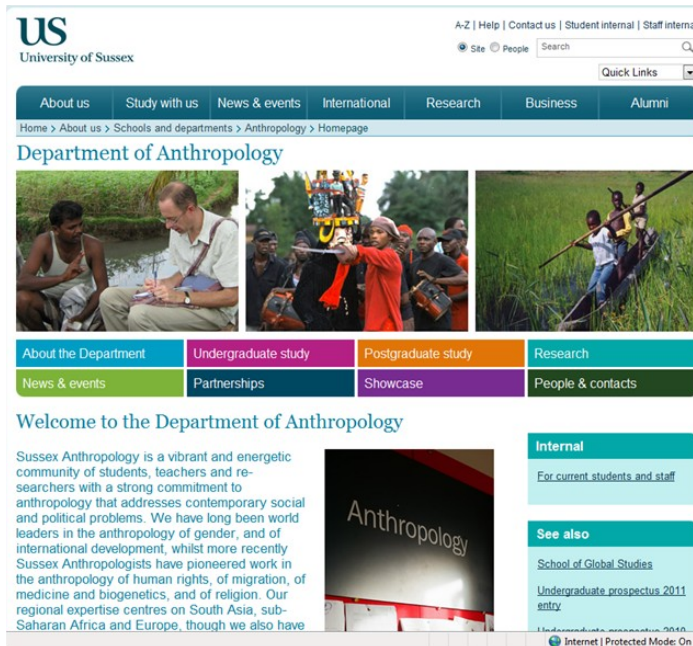 US
University of Sussex
A-Z | Help | Contact us | Student internal | Staff interna
Site People Search
Quick Links
About us Study with us News & events International Research Business Alumni
Home > About us > Schools and departments > Anthropology > Homepage
Department of Anthropology
About the Department Undergraduate study Postgraduate study Research
News & events Partnerships Showcase People & contacts
Welcome to the Department of Anthropology
Sussex Anthropology is a vibrant and energetic
community of students, teachers and re-
searchers with a strong commitment to
anthropology that addresses contemporary social
and political problems. We have long been world
leaders in the anthropology of gender, and of
international development, whilst more recently
Sussex Anthropologists have pioneered work in
the anthropology of human rights, of migration, of
medicine and biogenetics, and of religion. Our
regional expertise centres on South Asia, sub-
Saharan Africa and Europe, though we also have
Anthropology
Internal
For current students and staff
See also
School of Global Studies
Undergraduate prospectus 2011
entry
Undergraduate prospectus 2010
Internet | Protected Mode: On